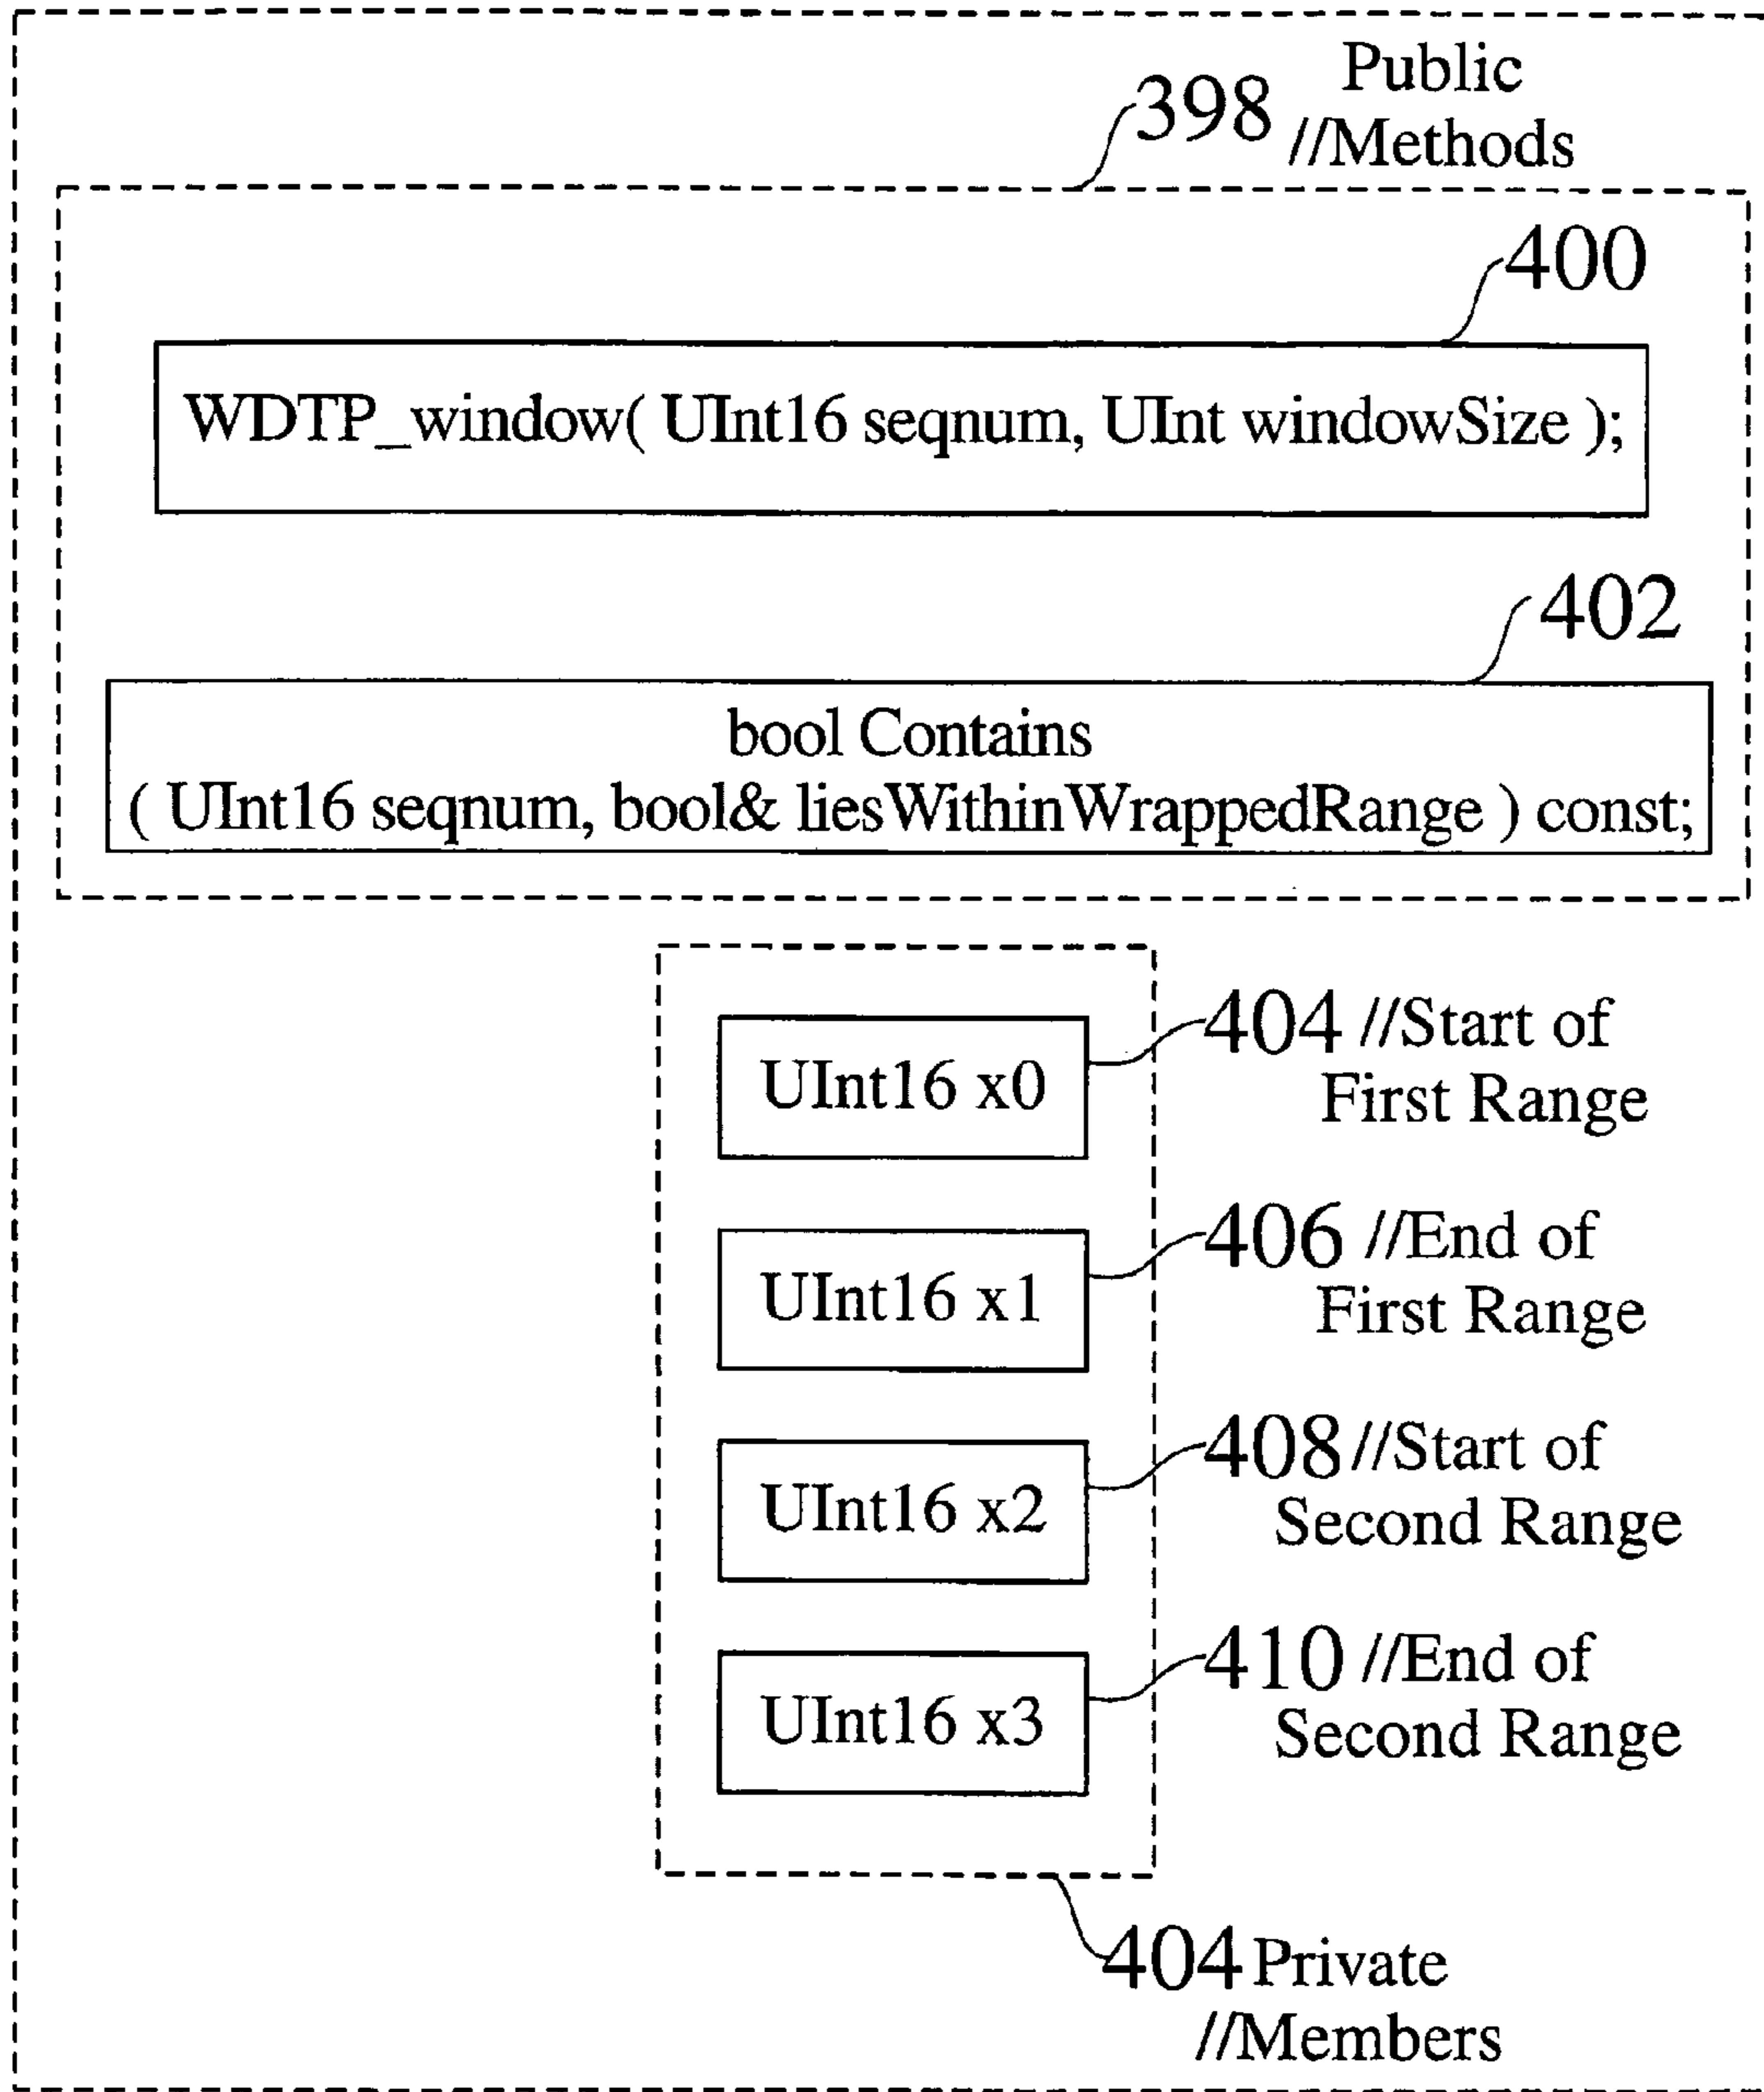 398 Public
//Methods
400
WDTP_window( UInt16 seqnum, UInt windowSize );
402
bool Contains
( UInt16 seqnum, bool& liesWithinWrappedRange ) const;
UInt16 x0
404 //Start of
First Range
UInt16 x1
406 //End of
First Range
UInt16 x2
408 //Start of
Second Range
UInt16 x3
410 //End of
Second Range
404 Private
//Members